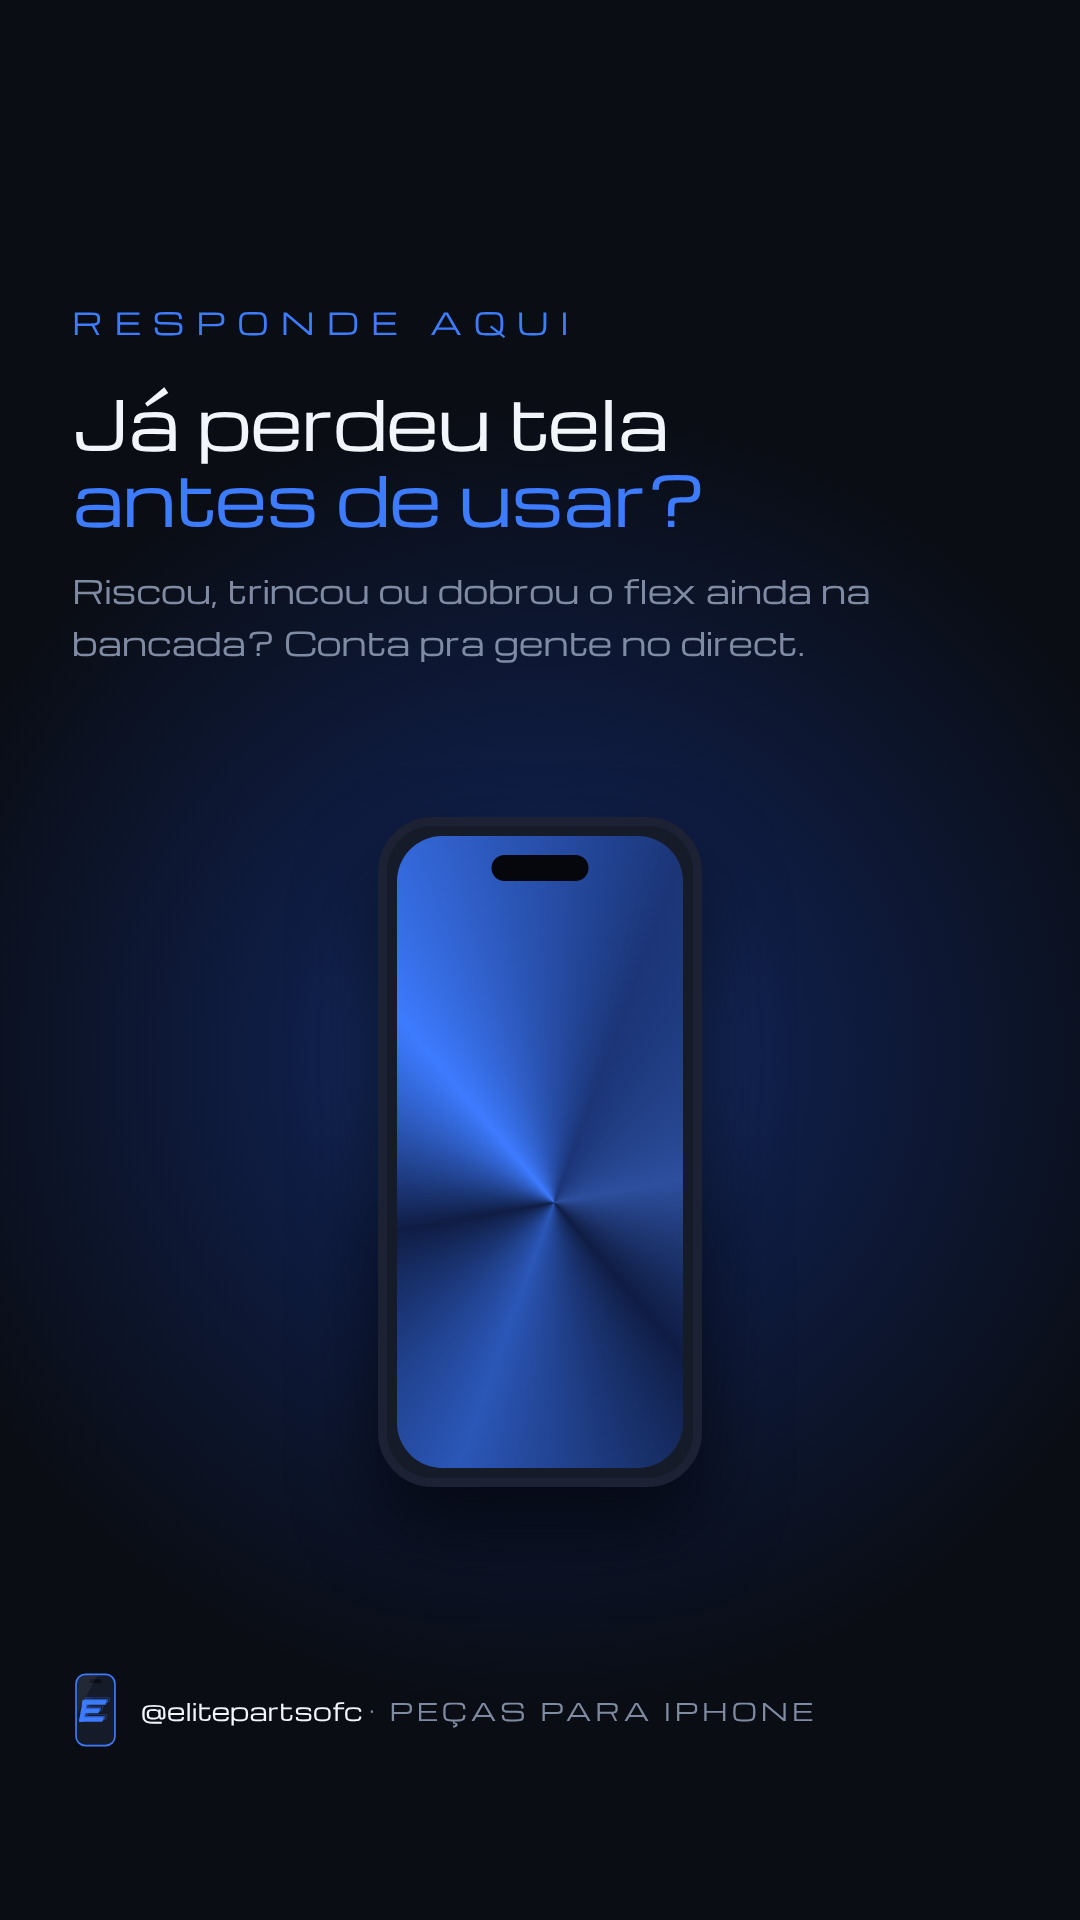 RESPONDE AQUI
Já perdeu tela
antes de usar?
Riscou, trincou ou dobrou o flex ainda na
bancada? Conta pra gente no direct.
E
@elitepartsofc · PEÇAS PARA IPHONE